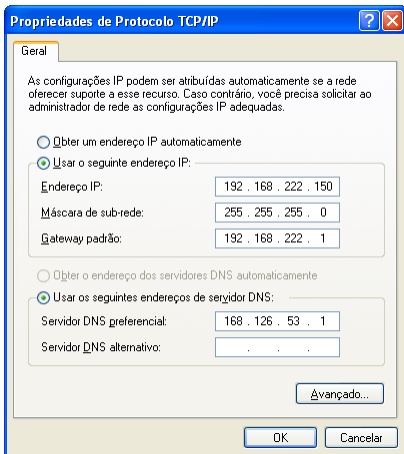 Propriedades de Protocolo TCP/IP
Geral
As configurações IP podem ser atribuídas automaticamente se a rede
oferecer suporte a esse recurso. Caso contrário, você precisa solicitar ao
administrador de rede as configurações IP adequadas.
Obter um endereço IP automaticamente
Usar o seguinte endereço IP:
Endereço IP: 192 . 168 . 222 . 150
Máscara de sub-rede: 255 . 255 . 255 . 0
Gateway padrão: 192 . 168 . 222 . 1
Obter o endereço dos servidores DNS automaticamente
Usar os seguintes endereços de servidor DNS:
Servidor DNS preferencial: 168 . 126 . 53 . 1
Servidor DNS alternativo: . . .
Avançado...
OK Cancelar